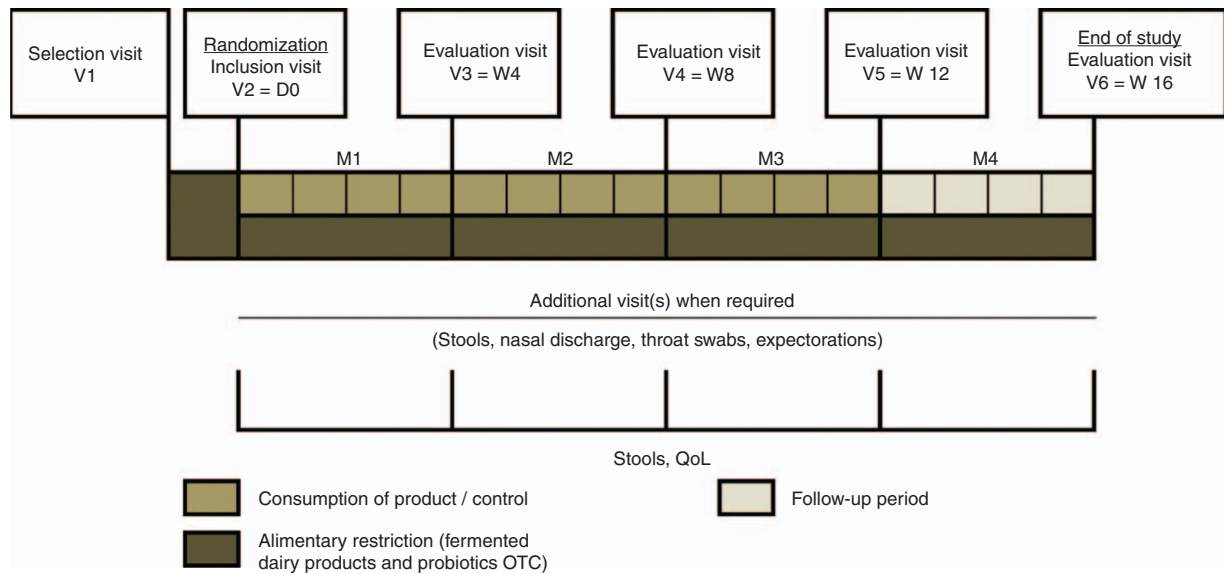 Selection visit
V1
Randomization
Inclusion visit
V2 = D0
Evaluation visit
V3 = W4
Evaluation visit
V4 = W8
Evaluation visit
V5 = W 12
End of study
Evaluation visit
V6 = W 16
M1
M2
M3
M4
Additional visit(s) when required
(Stools, nasal discharge, throat swabs, expectorations)
Stools, QoL
Consumption of product / control
Follow-up period
Alimentary restriction (fermented
dairy products and probiotics OTC)